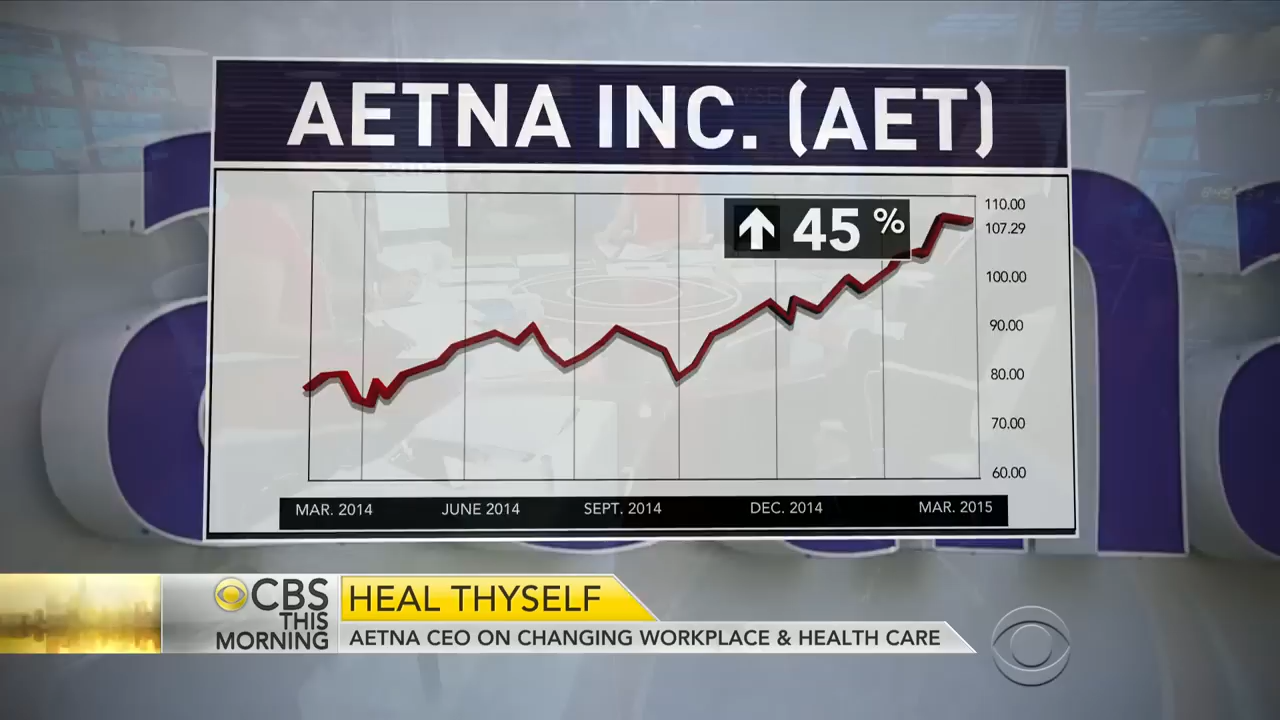 AETNA INC. (AET)
45 %
110.00
107.29
100.00
90.00
80.00
70.00
60.00
MAR. 2014 JUNE 2014 SEPT. 2014 DEC. 2014 MAR. 2015
CBS
THIS
MORNING
HEAL THYSELF
AETNA CEO ON CHANGING WORKPLACE & HEALTH CARE